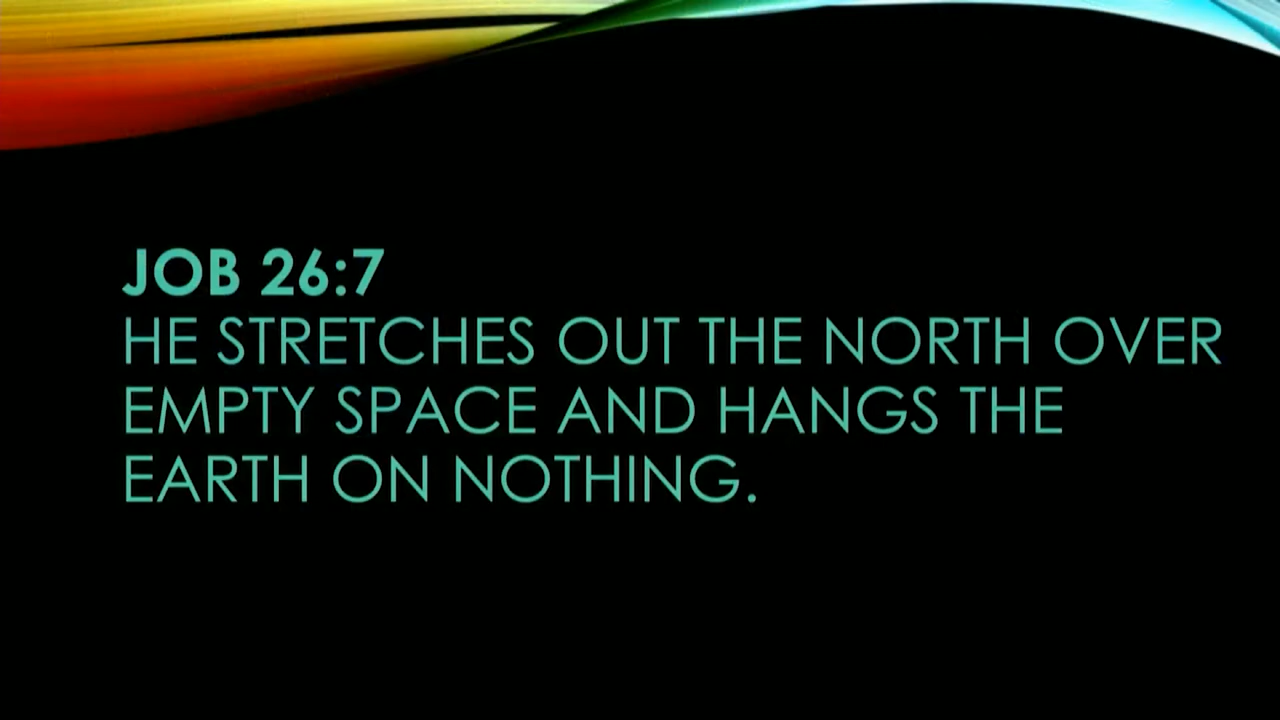 JOB 26:7
HE STRETCHES OUT THE NORTH OVER
EMPTY SPACE AND HANGS THE
EARTH ON NOTHING.